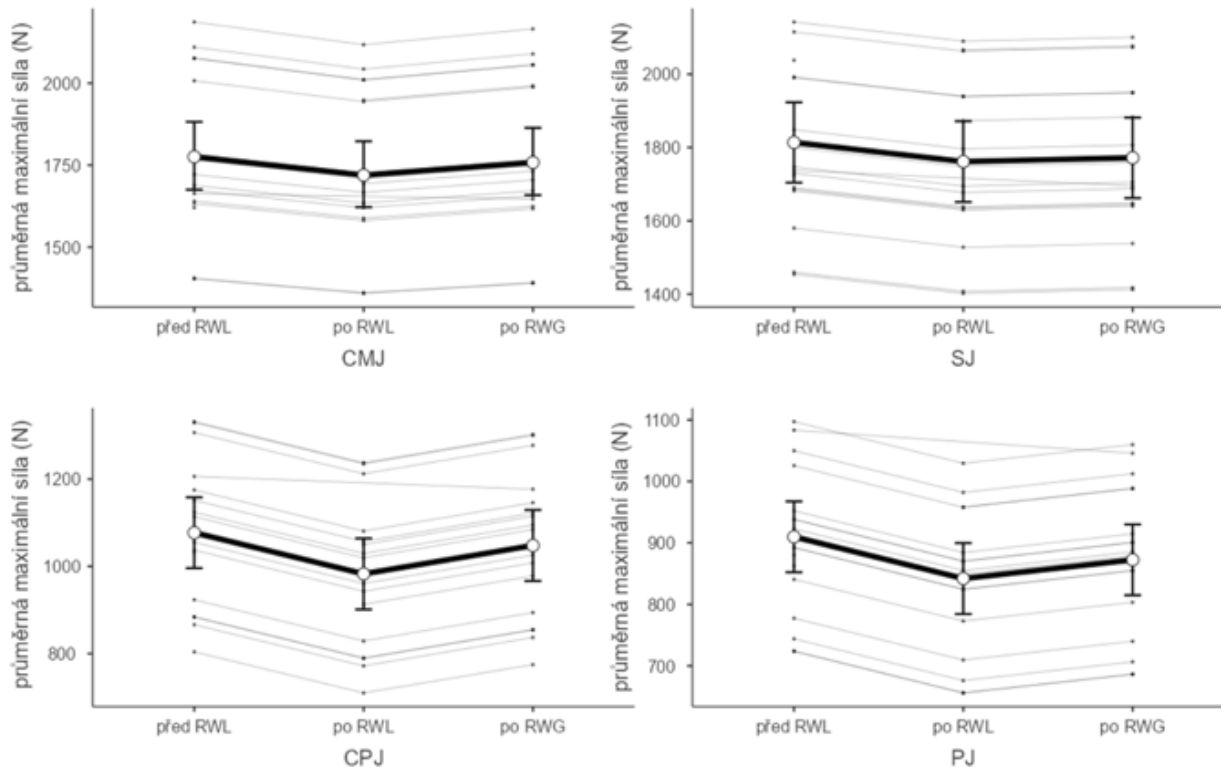 průměrná maximální síla (N)
2000
1750
1500
před RWL
po RWL
po RWG
CMJ
průměrná maximální síla (N)
2000
1800
1600
1400
před RWL
po RWL
po RWG
SJ
průměrná maximální síla (N)
1200
1000
800
před RWL
po RWL
po RWG
CPJ
průměrná maximální síla (N)
1100
1000
900
800
700
před RWL
po RWL
po RWG
PJ